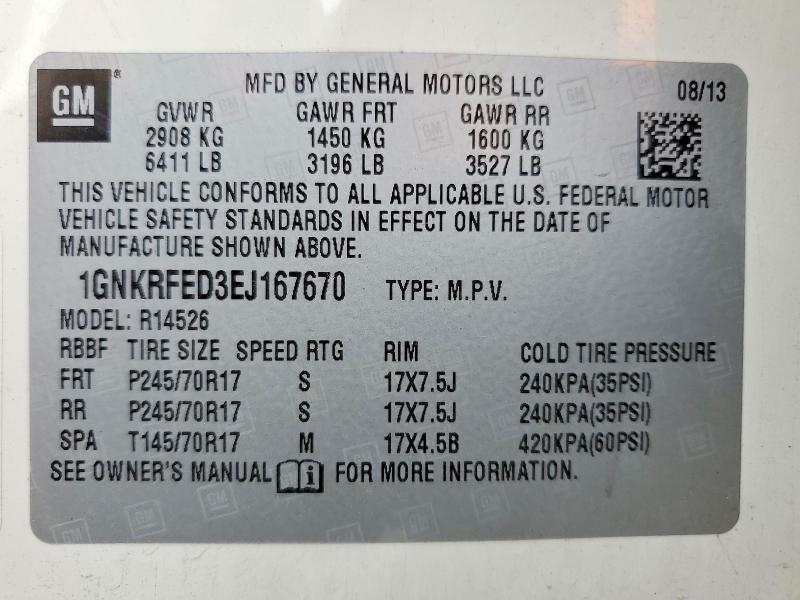 GM
MFD BY GENERAL MOTORS LLC 08/13
GVWR GAWR FRT GAWR RR
2908 KG 1450 KG 1600 KG
6411 LB 3196 LB 3527 LB
THIS VEHICLE CONFORMS TO ALL APPLICABLE U.S. FEDERAL MOTOR
VEHICLE SAFETY STANDARDS IN EFFECT ON THE DATE OF
MANUFACTURE SHOWN ABOVE.
1GNKRFED3EJ167670 TYPE: M.P.V.
MODEL: R14526
RBBF TIRE SIZE SPEED RTG RIM COLD TIRE PRESSURE
FRT P245/70R17 S 17X7.5J 240KPA(35PSI)
RR P245/70R17 S 17X7.5J 240KPA(35PSI)
SPA T145/70R17 M 17X4.5B 420KPA(60PSI)
SEE OWNER'S MANUAL i FOR MORE INFORMATION.